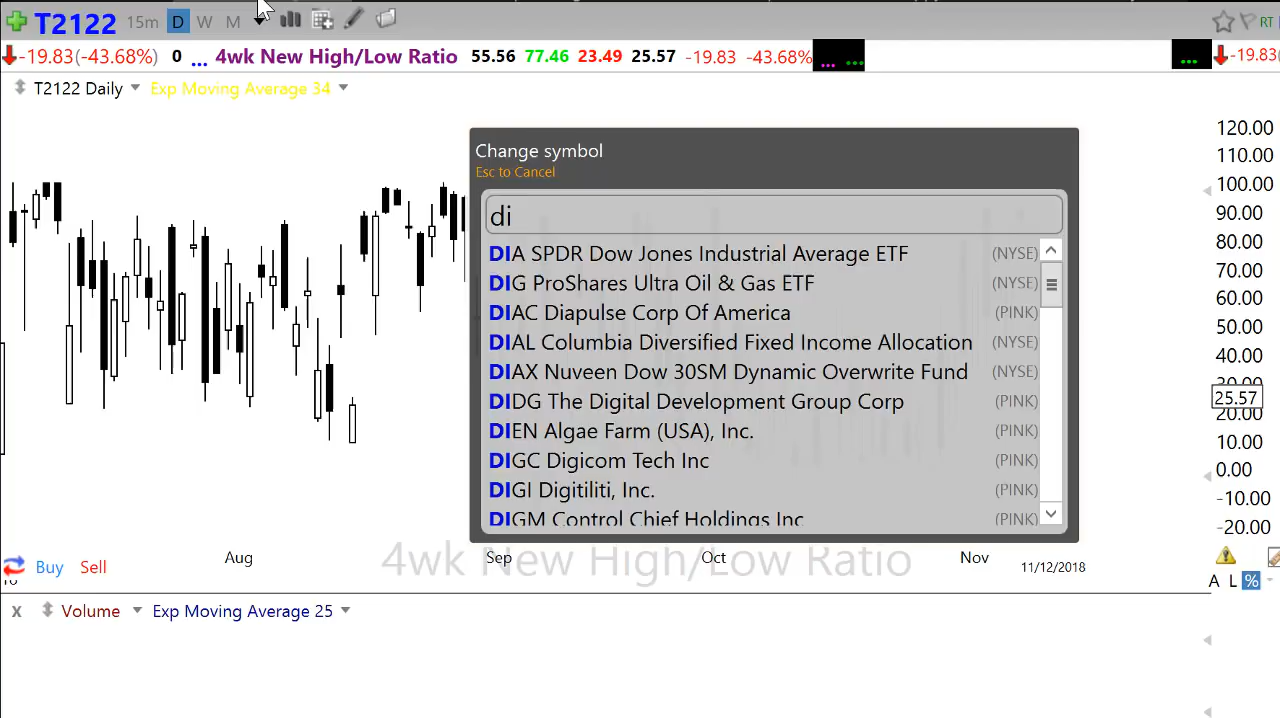 T2122 15m D W M RT
-19.83(-43.68%) 0 ... 4wk New High/Low Ratio 55.56 77.46 23.49 25.57 -19.83 -43.68% ... ... ... -19.83(
T2122 Daily Exp Moving Average 34
Change symbol
Esc to Cancel
di
DIA SPDR Dow Jones Industrial Average ETF (NYSE)
DIG ProShares Ultra Oil & Gas ETF (NYSE)
DIAC Diapulse Corp Of America (PINK)
DIAL Columbia Diversified Fixed Income Allocation (NYSE)
DIAX Nuveen Dow 30SM Dynamic Overwrite Fund (NYSE)
DIDG The Digital Development Group Corp (PINK)
DIEN Algae Farm (USA), Inc. (PINK)
DIGC Digicom Tech Inc (PINK)
DIGI Digitiliti, Inc. (PINK)
DIGM Control Chief Holdings Inc (PINK)
120.00
110.00
100.00
90.00
80.00
70.00
60.00
50.00
40.00
30.00
25.57
20.00
10.00
0.00
-10.00
-20.00
Aug Sep Oct Nov 11/12/2018
4wk New High/Low Ratio
Buy Sell
A L %
X Volume Exp Moving Average 25